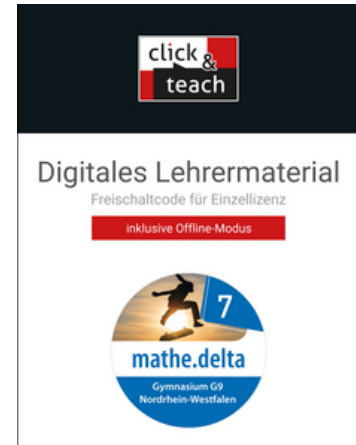 click &
teach
Digitales Lehrermaterial
Freischaltcode für Einzellizenz
inklusive Offline-Modus
7
mathe.delta
Gymnasium G9
Nordrhein-Westfalen